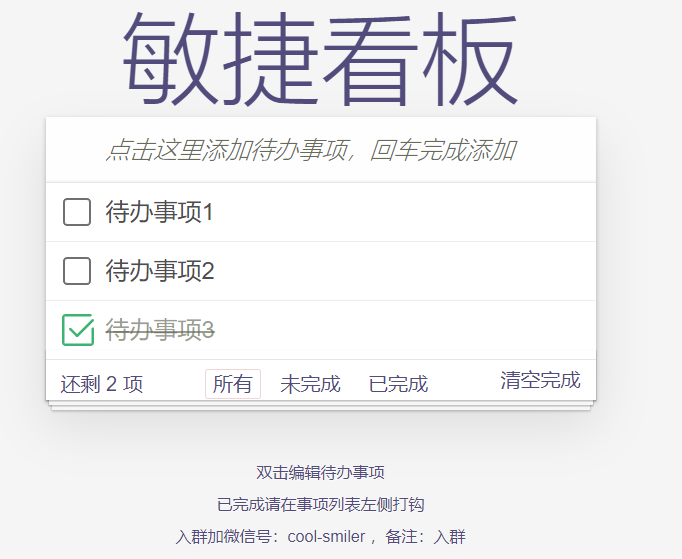 敏捷看板
点击这里添加待办事项，回车完成添加
待办事项1
待办事项2
待办事项3
还剩 2 项 所有 未完成 已完成 清空完成
双击编辑待办事项
已完成请在事项列表左侧打钩
入群加微信号：cool-smiler ，备注：入群